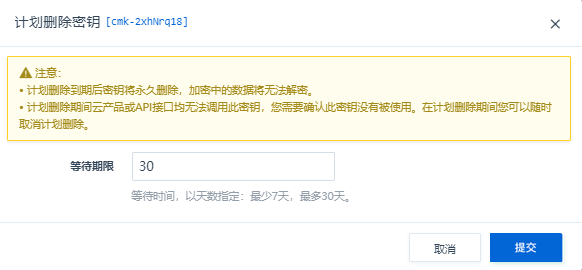 计划删除密钥 [cmk-2xhNrq18]
注意：
• 计划删除到期后密钥将永久删除，加密中的数据将无法解密。
• 计划删除期间云产品或API接口均无法调用此密钥，您需要确认此密钥没有被使用。在计划删除期间您可以随时
取消计划删除。
等待期限 30
等待时间，以天数指定：最少7天，最多30天。
取消 提交